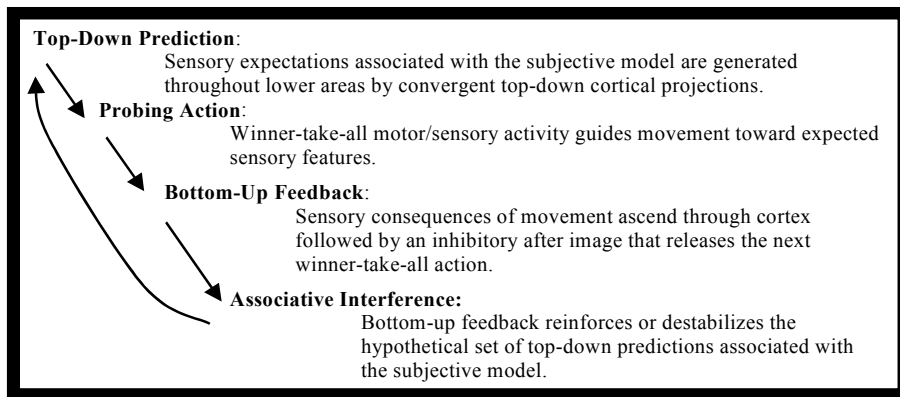 Top-Down Prediction:
Sensory expectations associated with the subjective model are generated
throughout lower areas by convergent top-down cortical projections.
Probing Action:
Winner-take-all motor/sensory activity guides movement toward expected
sensory features.
Bottom-Up Feedback:
Sensory consequences of movement ascend through cortex
followed by an inhibitory after image that releases the next
winner-take-all action.
Associative Interference:
Bottom-up feedback reinforces or destabilizes the
hypothetical set of top-down predictions associated with
the subjective model.